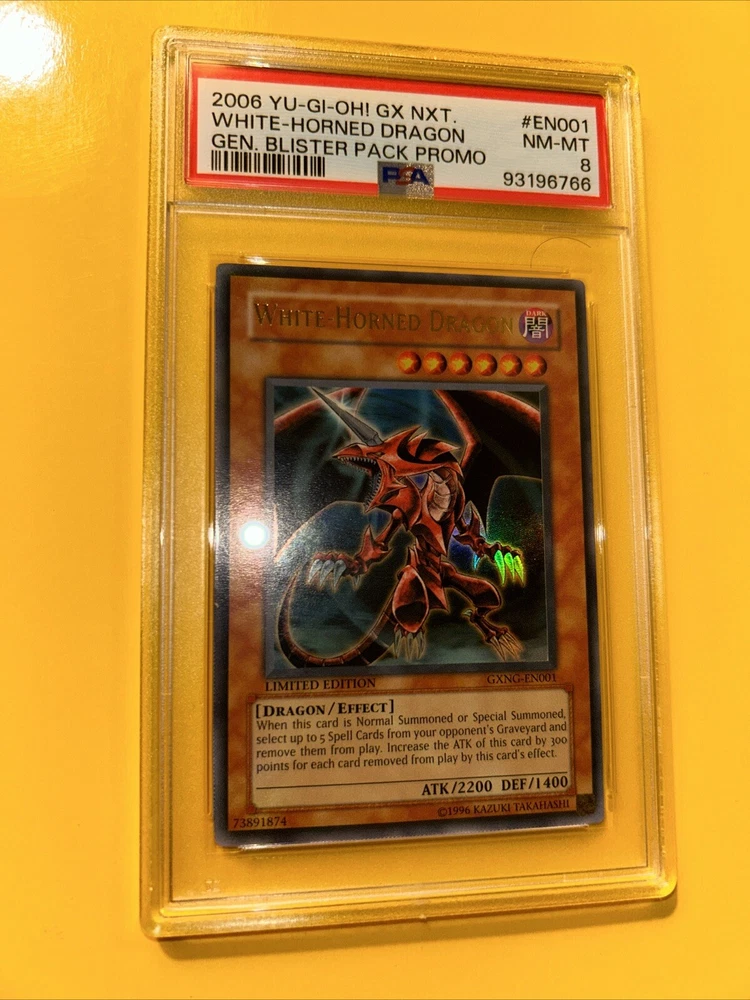 2006 YU-GI-OH! GX NXT. #EN001
WHITE-HORNED DRAGON NM-MT
GEN. BLISTER PACK PROMO 8
PSA 93196766
WHITE-HORNED DRAGON
DARK
闇
LIMITED EDITION GXNG-EN001
[DRAGON/EFFECT]
When this card is Normal Summoned or Special Summoned,
select up to 5 Spell Cards from your opponent's Graveyard and
remove them from play. Increase the ATK of this card by 300
points for each card removed from play by this card's effect.
ATK/2200 DEF/1400
73891874 ©1996 KAZUKI TAKAHASHI